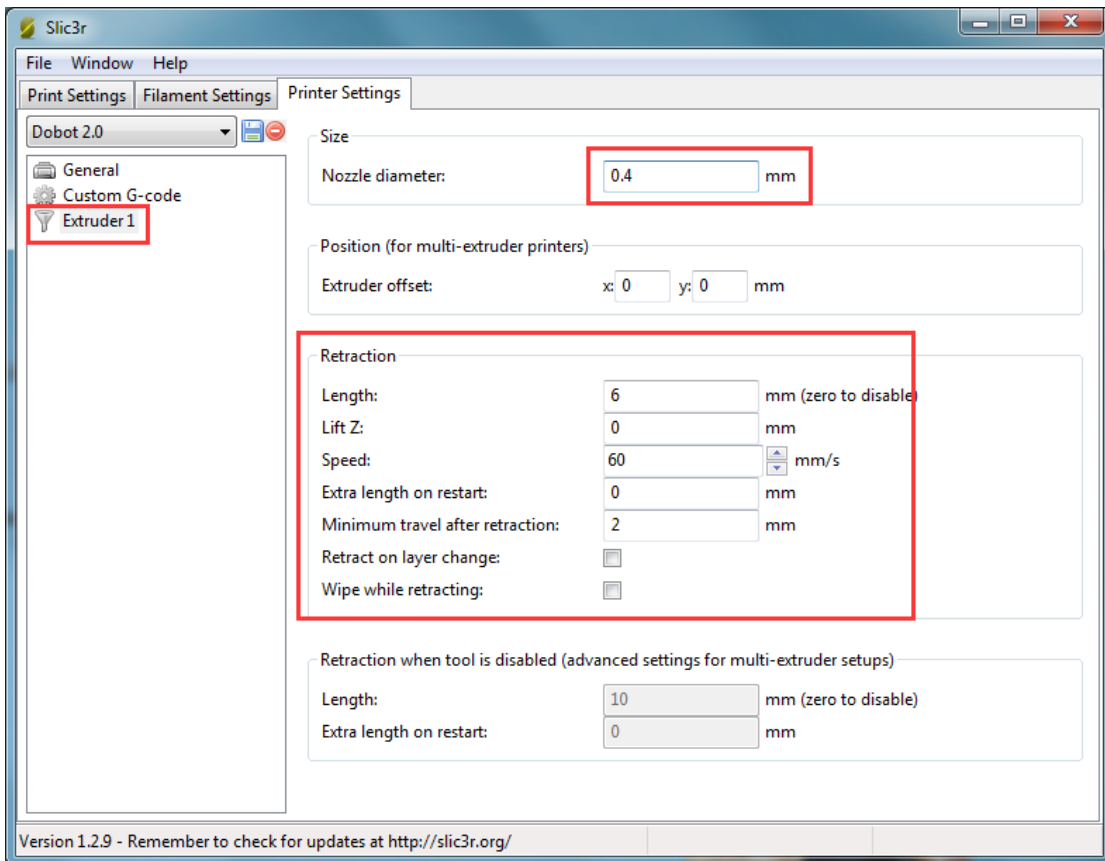 Slic3r
File Window Help
Print Settings Filament Settings Printer Settings
Dobot 2.0
General
Custom G-code
Extruder 1
Size
Nozzle diameter: 0.4 mm
Position (for multi-extruder printers)
Extruder offset: x: 0 y: 0 mm
Retraction
Length: 6 mm (zero to disable)
Lift Z: 0 mm
Speed: 60 mm/s
Extra length on restart: 0 mm
Minimum travel after retraction: 2 mm
Retract on layer change:
Wipe while retracting:
Retraction when tool is disabled (advanced settings for multi-extruder setups)
Length: 10 mm (zero to disable)
Extra length on restart: 0 mm
Version 1.2.9 - Remember to check for updates at http://slic3r.org/